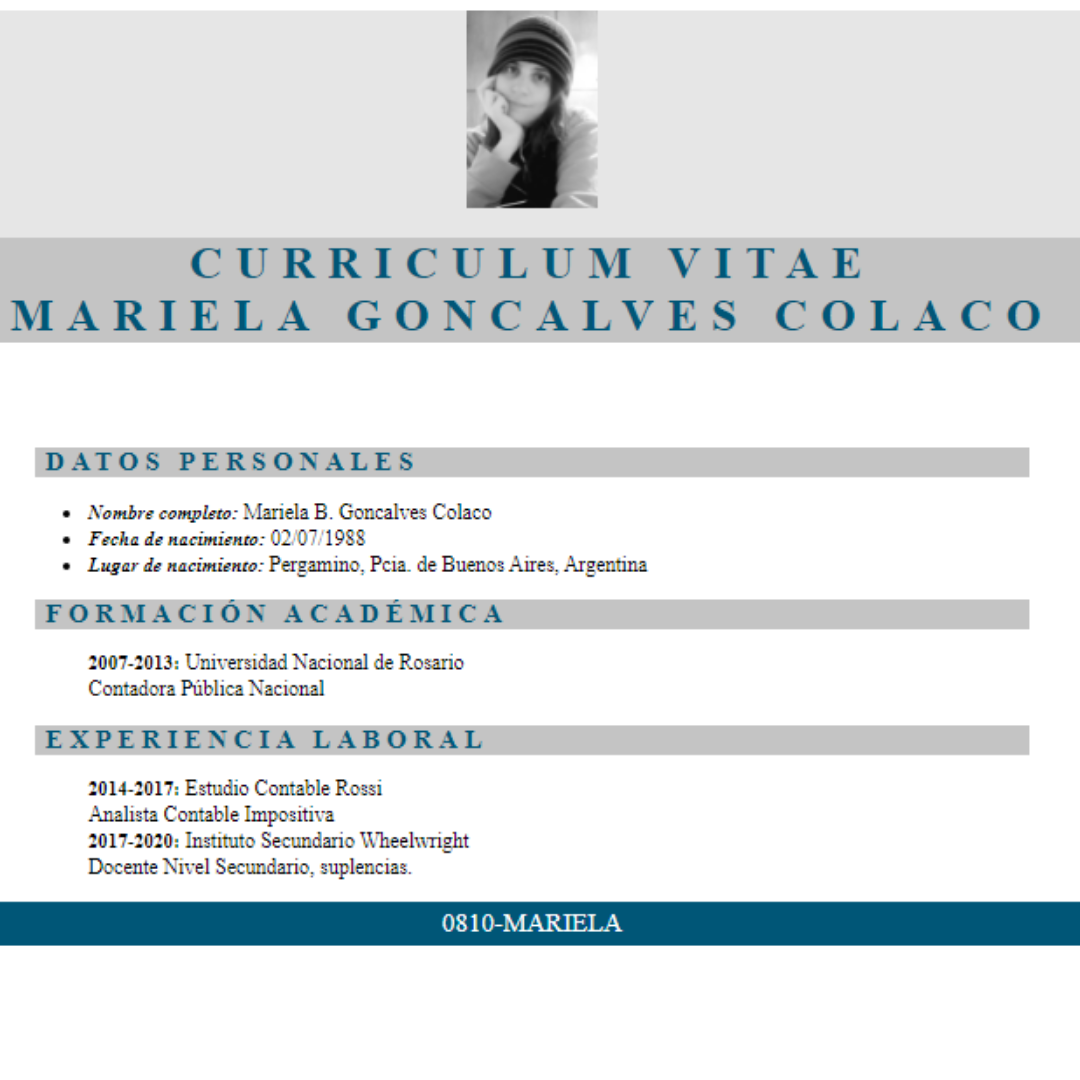 CURRICULUM VITAE
MARIELA GONCALVES COLACO
DATOS PERSONALES
• Nombre completo: Mariela B. Goncalves Colaco
• Fecha de nacimiento: 02/07/1988
• Lugar de nacimiento: Pergamino, Pcia. de Buenos Aires, Argentina
FORMACIÓN ACADÉMICA
2007-2013: Universidad Nacional de Rosario
Contadora Pública Nacional
EXPERIENCIA LABORAL
2014-2017: Estudio Contable Rossi
Analista Contable Impositiva
2017-2020: Instituto Secundario Wheelwright
Docente Nivel Secundario, suplencias.
0810-MARIELA